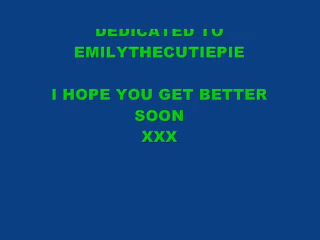 DEDICATED TO
EMILYTHECUTIEPIE
I HOPE YOU GET BETTER
SOON
XXX